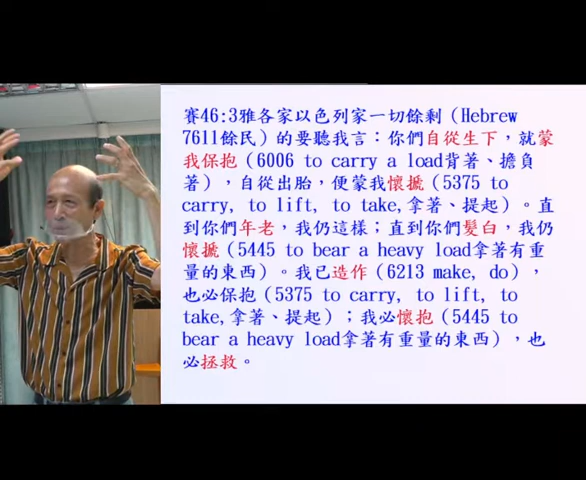 賽46:3雅各家以色列家一切餘剩（Hebrew
7611餘民）的要聽我言：你們自從生下，就蒙
我保抱（6006 to carry a load背著、擔負
著），自從出胎，便蒙我懷搋（5375 to
carry, to lift, to take,拿著、提起）。直
到你們年老，我仍這樣；直到你們髮白，我仍
懷搋（5445 to bear a heavy load拿著有重
量的東西）。我已造作（6213 make, do），
也必保抱（5375 to carry, to lift, to
take,拿著、提起）；我必懷抱（5445 to
bear a heavy load拿著有重量的東西），也
必拯救。